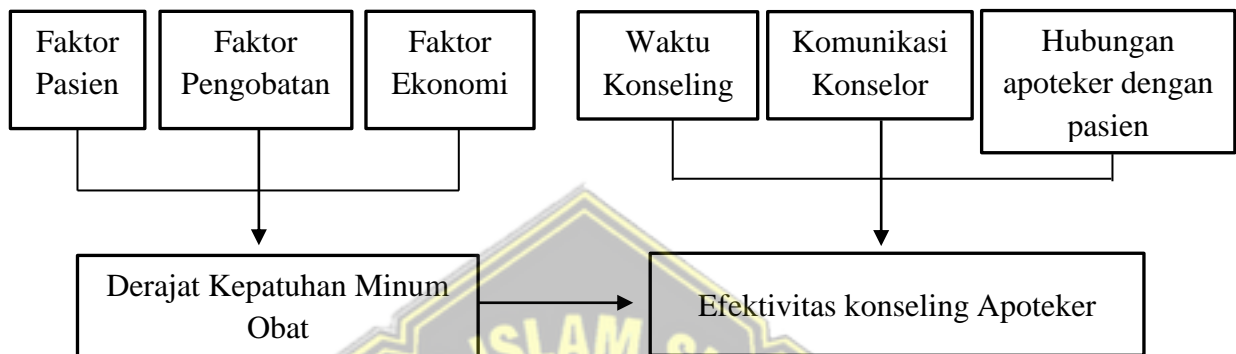 Faktor
Pasien
Faktor
Pengobatan
Faktor
Ekonomi
Waktu
Konseling
Komunikasi
Konselor
Hubungan
apoteker dengan
pasien
Derajat Kepatuhan Minum
Obat
Efektivitas konseling Apoteker
ISLAM